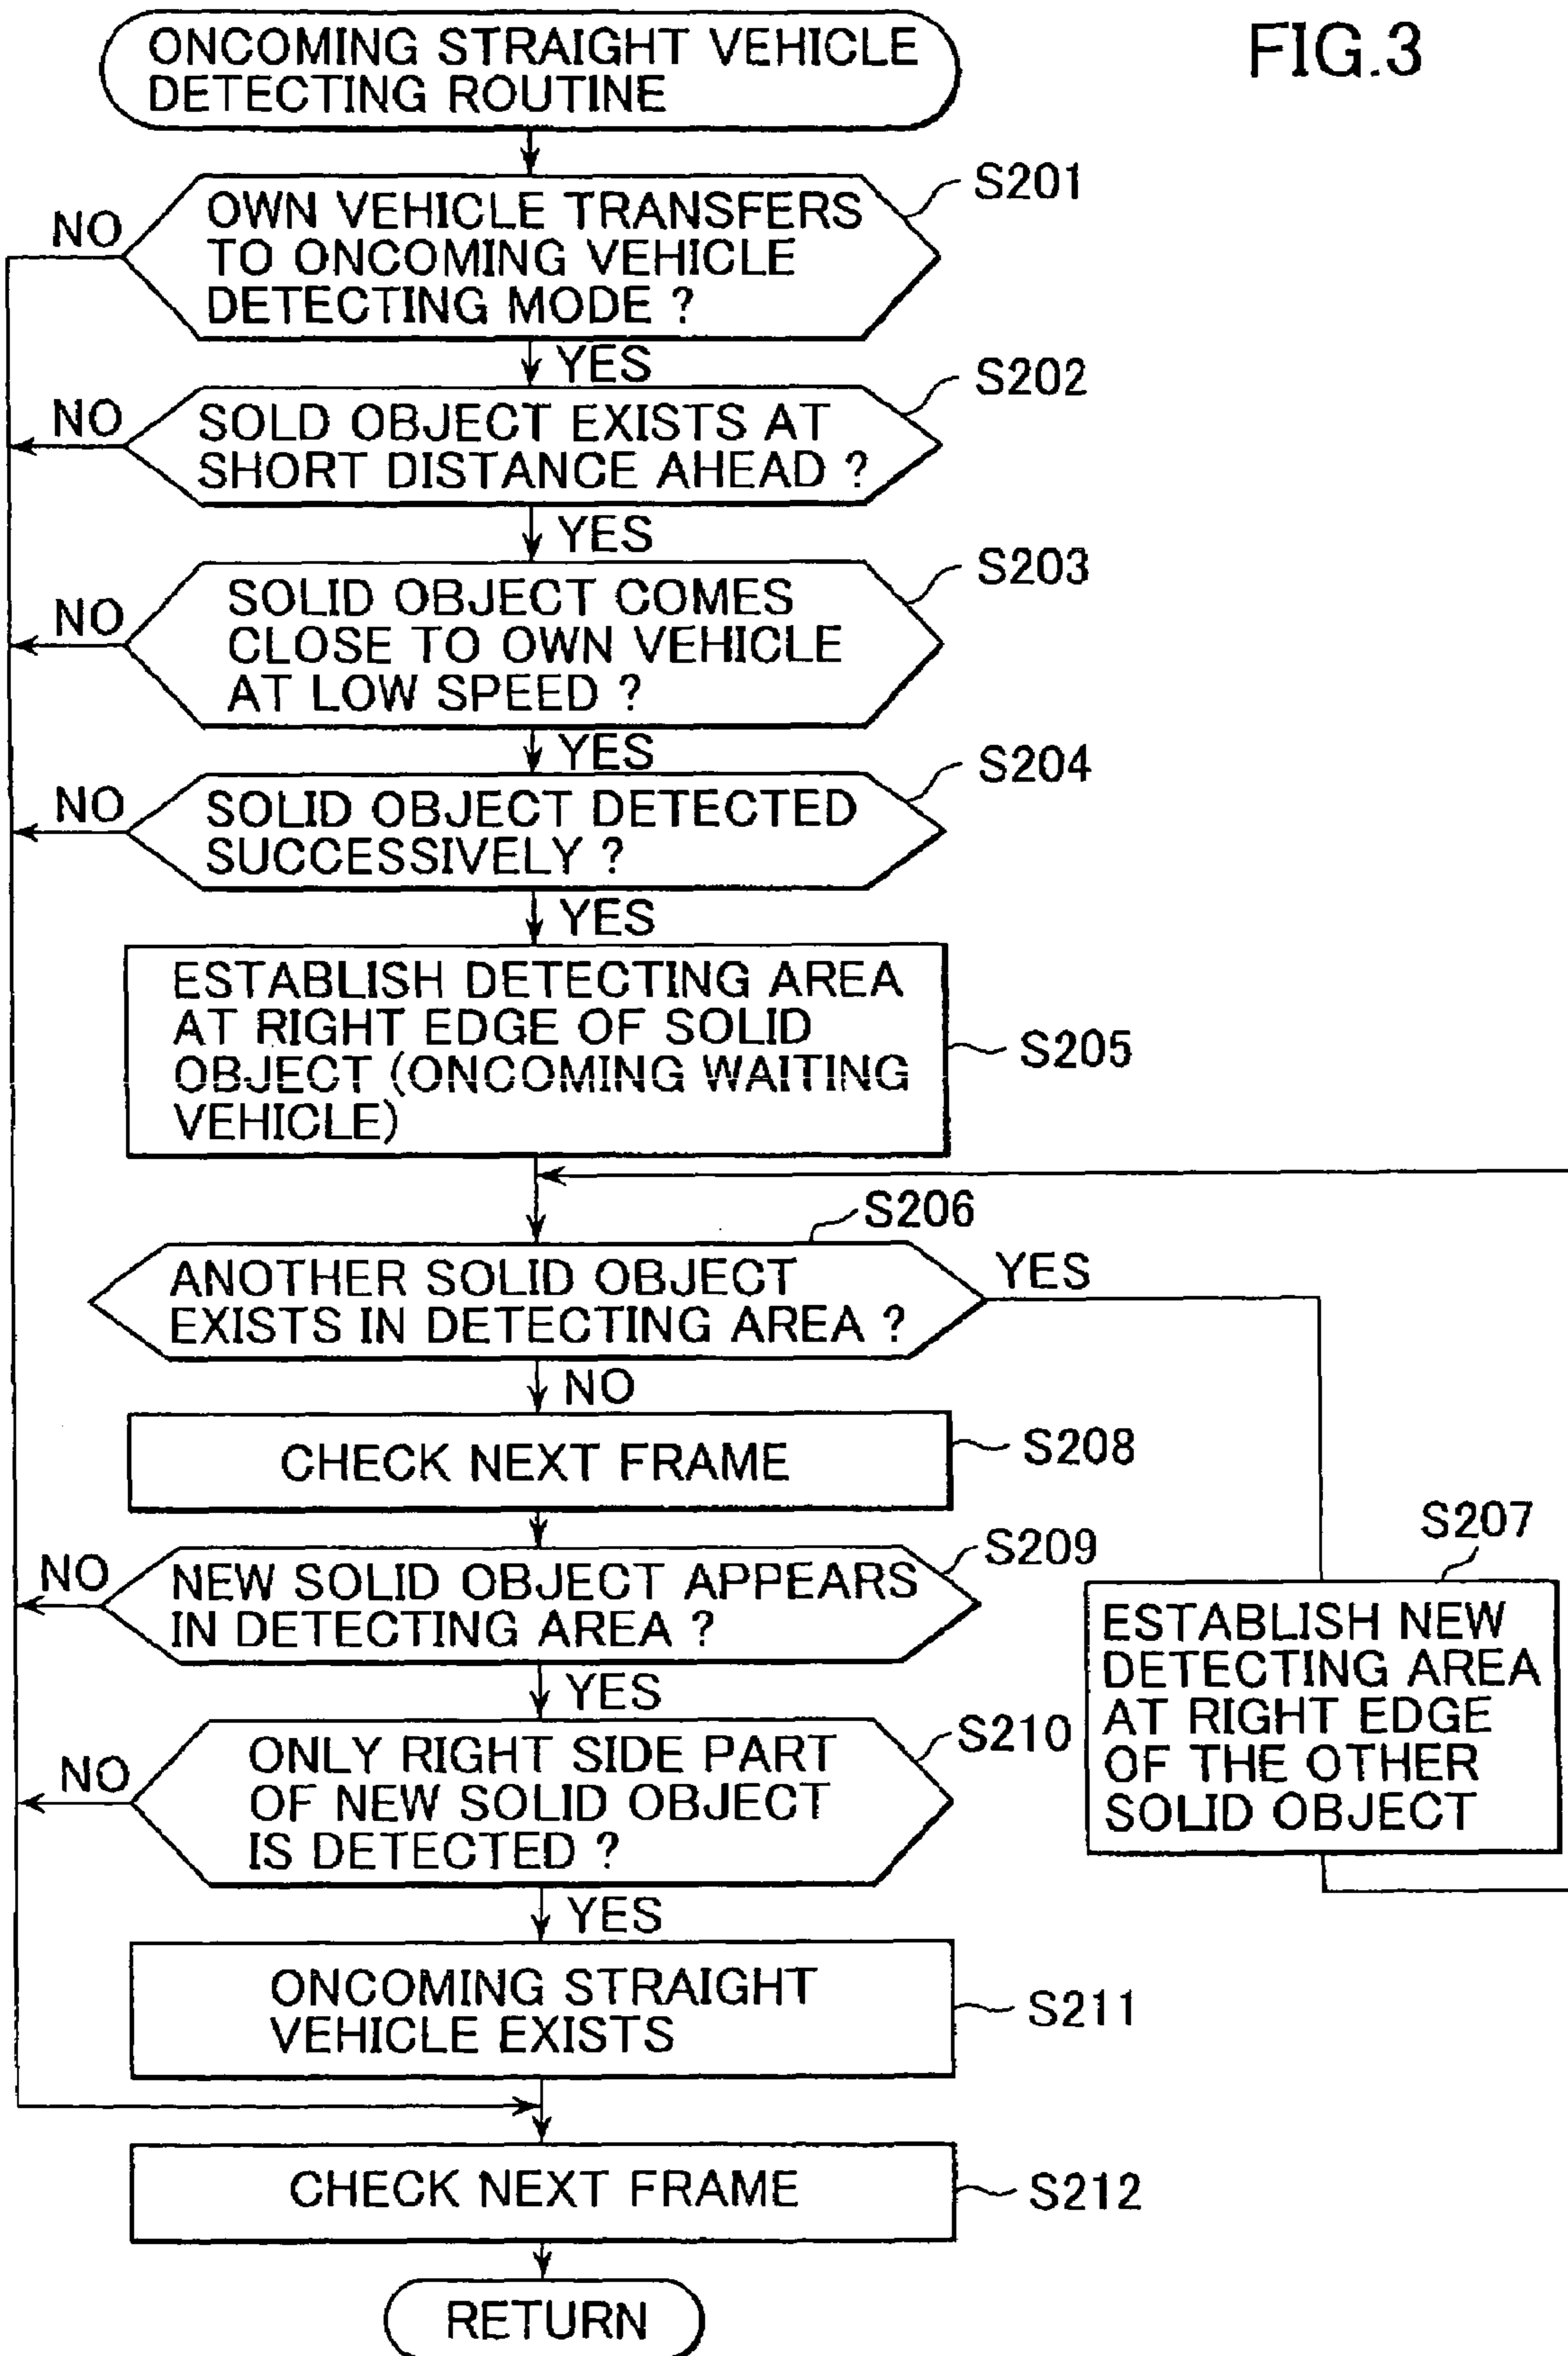 FIG.3
ONCOMING STRAIGHT VEHICLE
DETECTING ROUTINE
S201
OWN VEHICLE TRANSFERS
TO ONCOMING VEHICLE
DETECTING MODE ?
NO
YES
S202
SOLD OBJECT EXISTS AT
SHORT DISTANCE AHEAD ?
NO
YES
S203
SOLID OBJECT COMES
CLOSE TO OWN VEHICLE
AT LOW SPEED ?
NO
YES
S204
SOLID OBJECT DETECTED
SUCCESSIVELY ?
NO
YES
ESTABLISH DETECTING AREA
AT RIGHT EDGE OF SOLID
OBJECT (ONCOMING WAITING
VEHICLE)
S205
S206
ANOTHER SOLID OBJECT
EXISTS IN DETECTING AREA ?
YES
NO
CHECK NEXT FRAME
S208
S207
ESTABLISH NEW
DETECTING AREA
AT RIGHT EDGE
OF THE OTHER
SOLID OBJECT
S209
NEW SOLID OBJECT APPEARS
IN DETECTING AREA ?
NO
YES
S210
ONLY RIGHT SIDE PART
OF NEW SOLID OBJECT
IS DETECTED ?
NO
YES
ONCOMING STRAIGHT
VEHICLE EXISTS
S211
CHECK NEXT FRAME
S212
RETURN